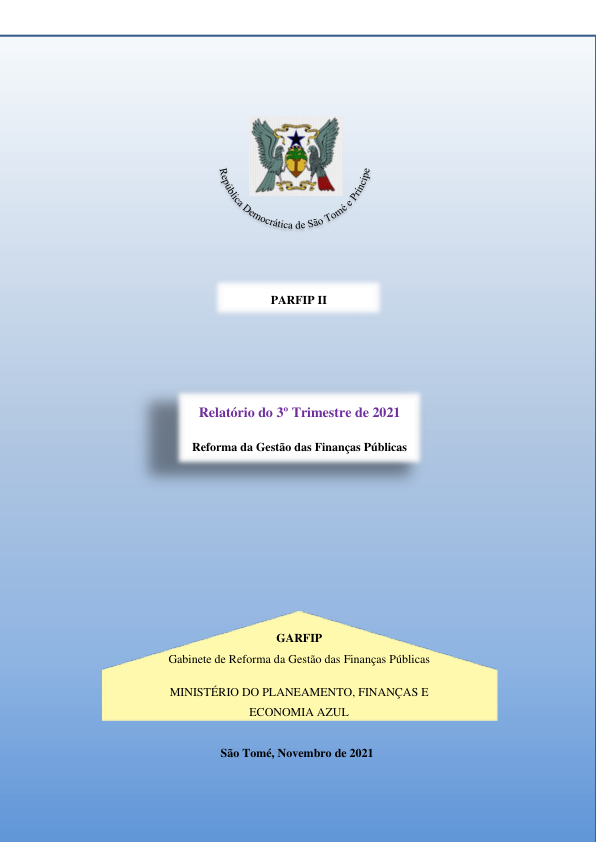 República Democrática de São Tomé e Príncipe
PARFIP II
Relatório do 3º Trimestre de 2021
Reforma da Gestão das Finanças Públicas
GARFIP
Gabinete de Reforma da Gestão das Finanças Públicas
MINISTÉRIO DO PLANEAMENTO, FINANÇAS E
ECONOMIA AZUL
São Tomé, Novembro de 2021